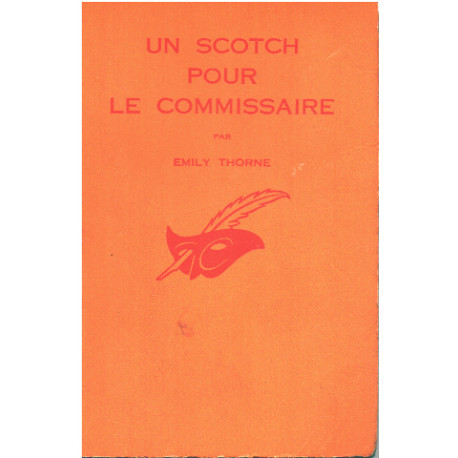 UN SCOTCH
POUR
LE COMMISSAIRE
PAR
EMILY THORNE